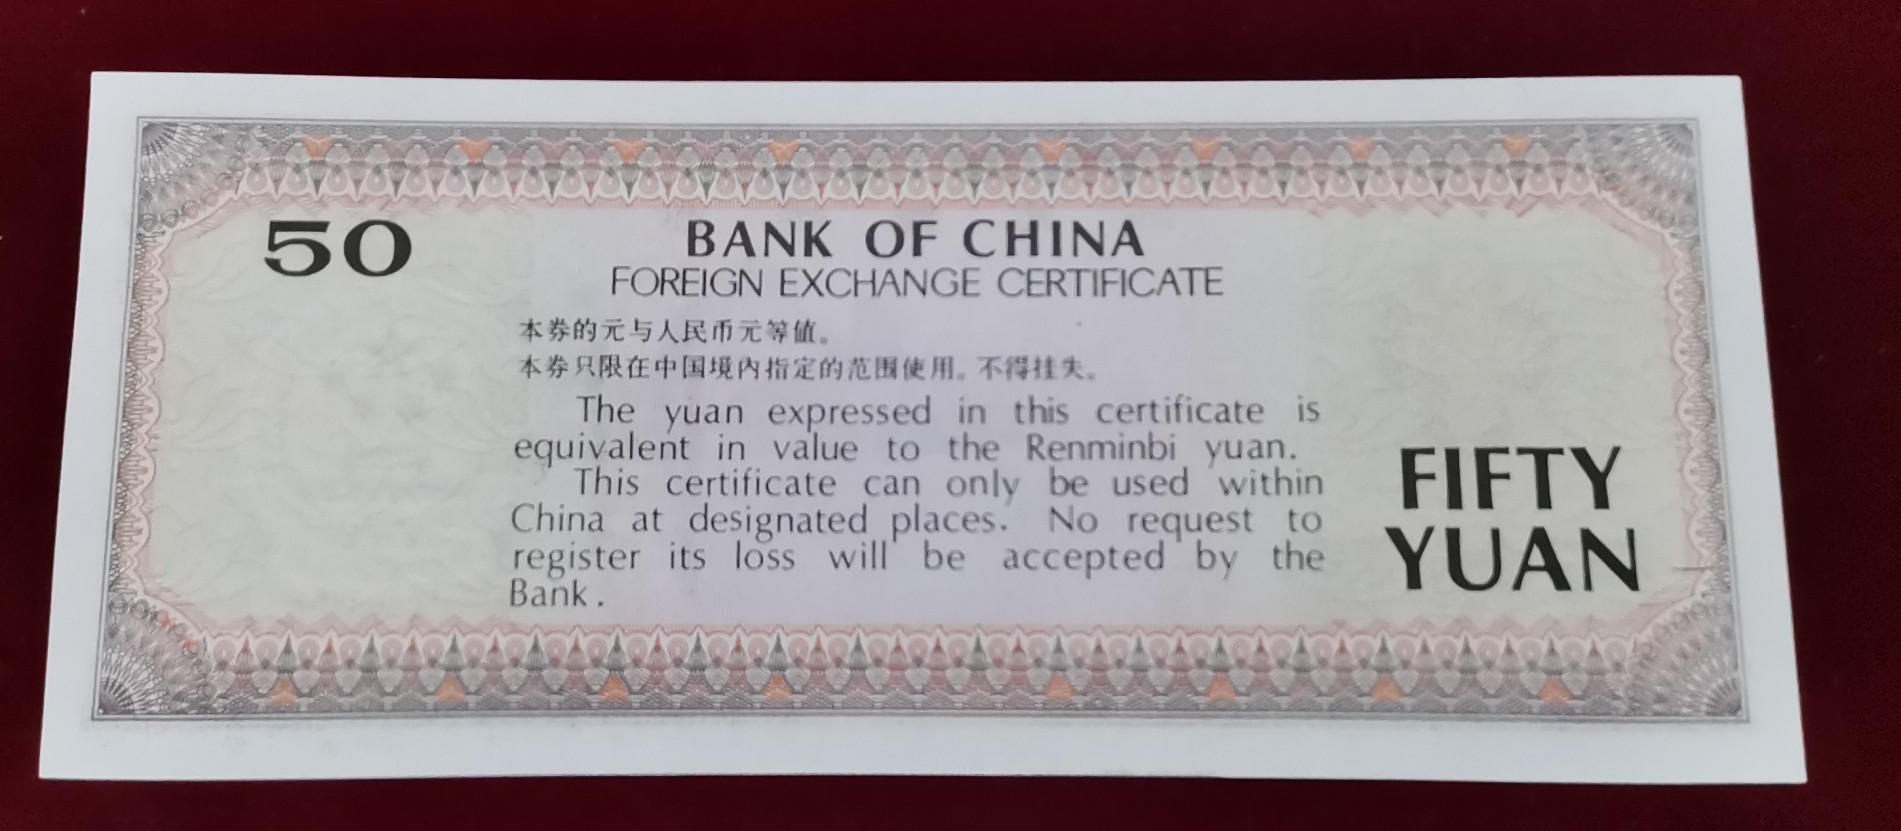 50
BANK OF CHINA
FOREIGN EXCHANGE CERTIFICATE
本券的元与人民币元等值。
本券只限在中国境内指定的范围使用。不得挂失。
The yuan expressed in this certificate is
equivalent in value to the Renminbi yuan.
This certificate can only be used within
China at designated places. No request to
register its loss will be accepted by the
Bank.
FIFTY
YUAN